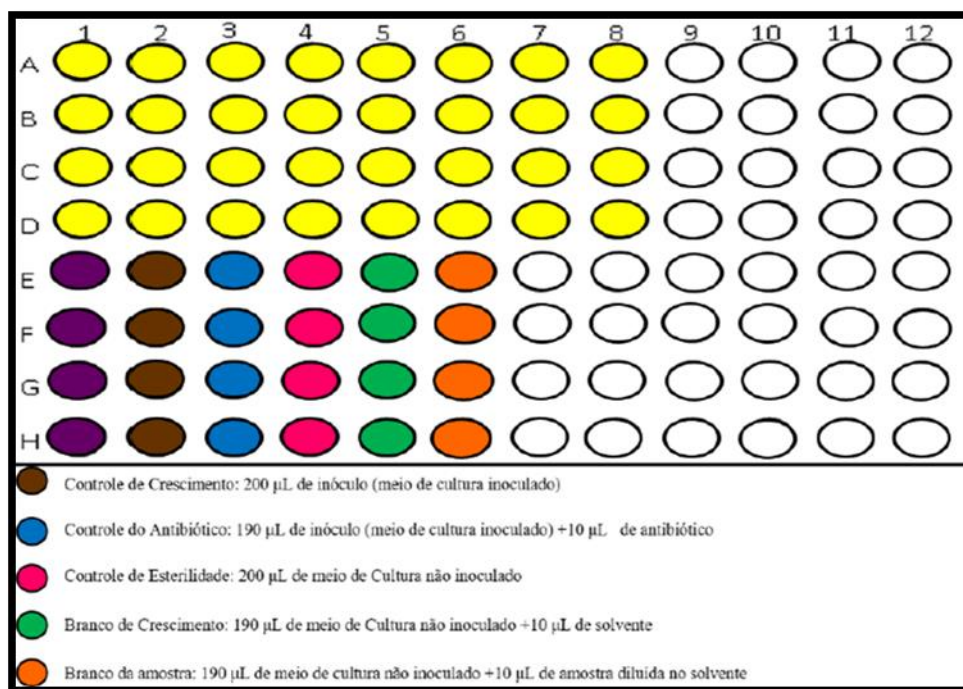 1 2 3 4 5 6 7 8 9 10 11 12
A
B
C
D
E
F
G
H
Controle de Crescimento: 200 µL de inóculo (meio de cultura inoculado)
Controle do Antibiótico: 190 µL de inóculo (meio de cultura inoculado) +10 µL de antibiótico
Controle de Esterilidade: 200 µL de meio de Cultura não inoculado
Branco de Crescimento: 190 µL de meio de Cultura não inoculado +10 µL de solvente
Branco da amostra: 190 µL de meio de cultura não inoculado +10 µL de amostra diluida no solvente